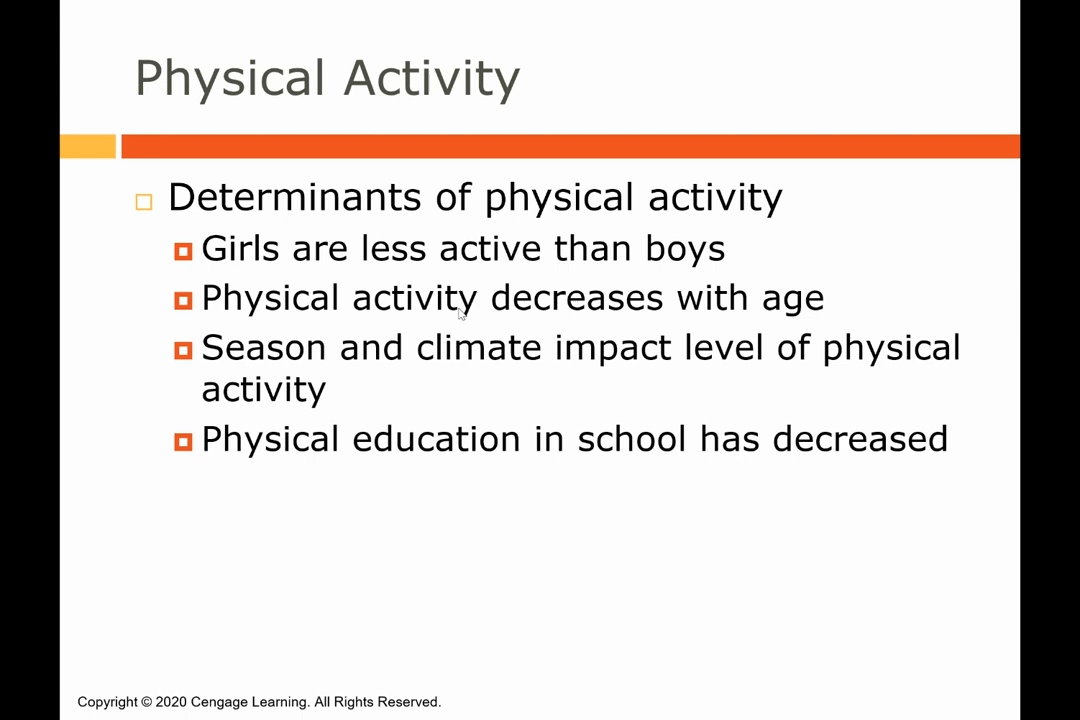 Physical Activity
Determinants of physical activity
Girls are less active than boys
Physical activity decreases with age
Season and climate impact level of physical
activity
Physical education in school has decreased
Copyright © 2020 Cengage Learning. All Rights Reserved.